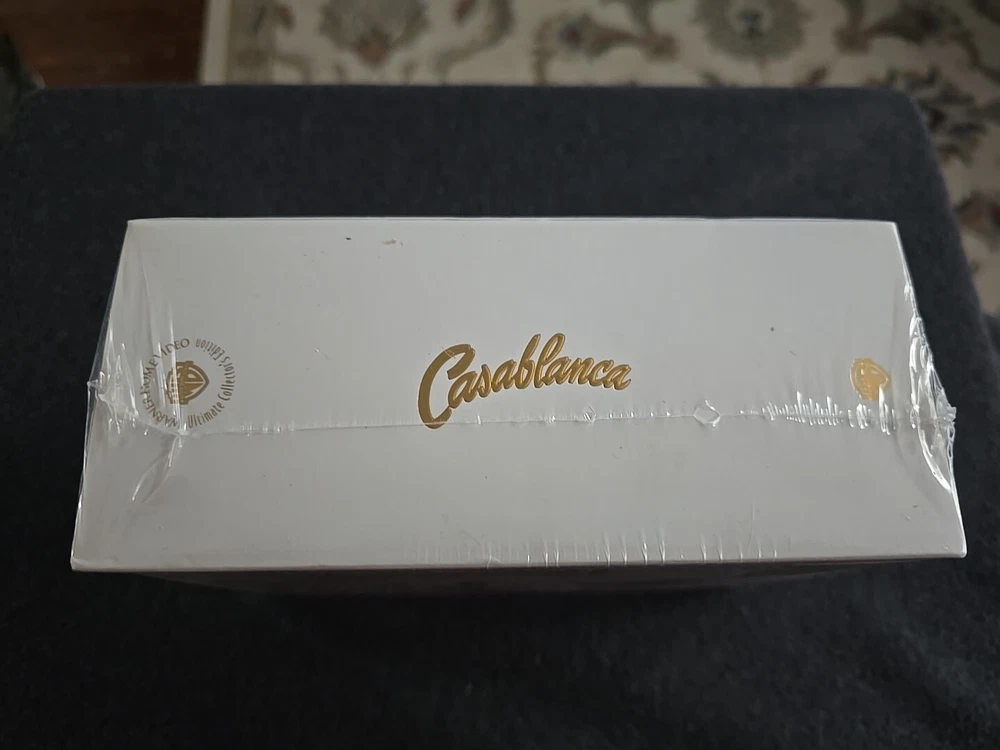 WARNER HOME VIDEO
Ultimate Collector's Edition
Casablanca